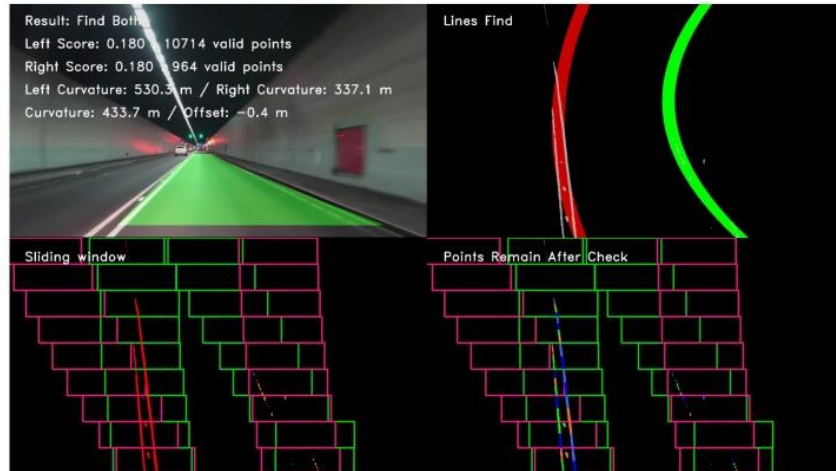 Result: Find Both
Left Score: 0.180 10714 valid points
Right Score: 0.180 964 valid points
Left Curvature: 530.3 m / Right Curvature: 337.1 m
Curvature: 433.7 m / Offset: -0.4 m
Lines Find
Sliding window
Points Remain After Check